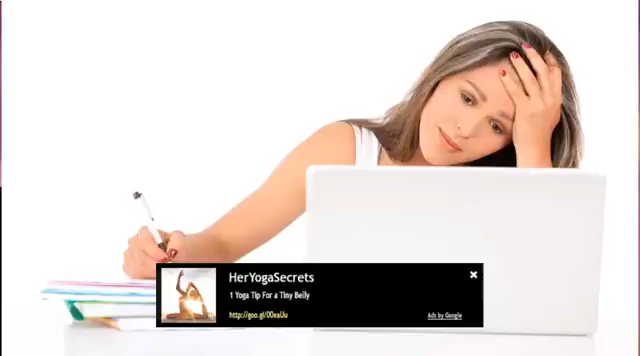 HerYogaSecrets
1 Yoga Tip For a Tiny Belly
http://goo.gl/00eaUu
Ads by Google